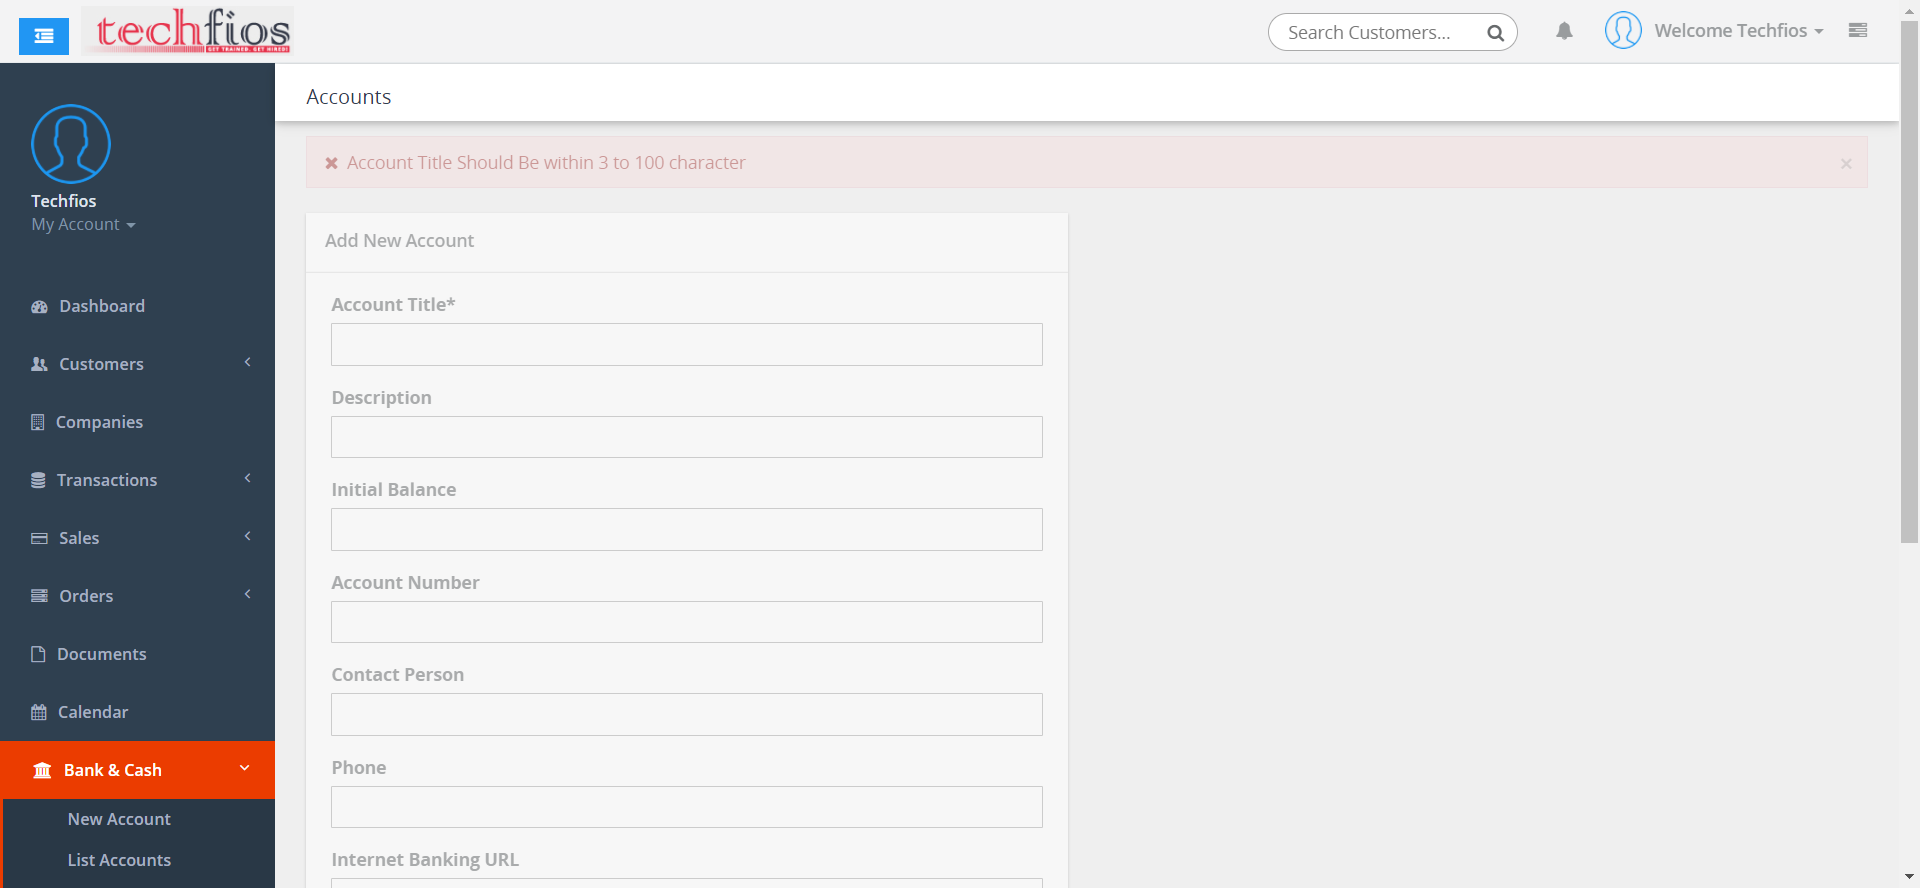 techfios
GET TRAINED. GET HIRED!
Search Customers...
Welcome Techfios
Accounts
Account Title Should Be within 3 to 100 character
×
Techfios
My Account
Dashboard
Customers
Companies
Transactions
Sales
Orders
Documents
Calendar
Bank & Cash
New Account
List Accounts
Add New Account
Account Title*
Description
Initial Balance
Account Number
Contact Person
Phone
Internet Banking URL